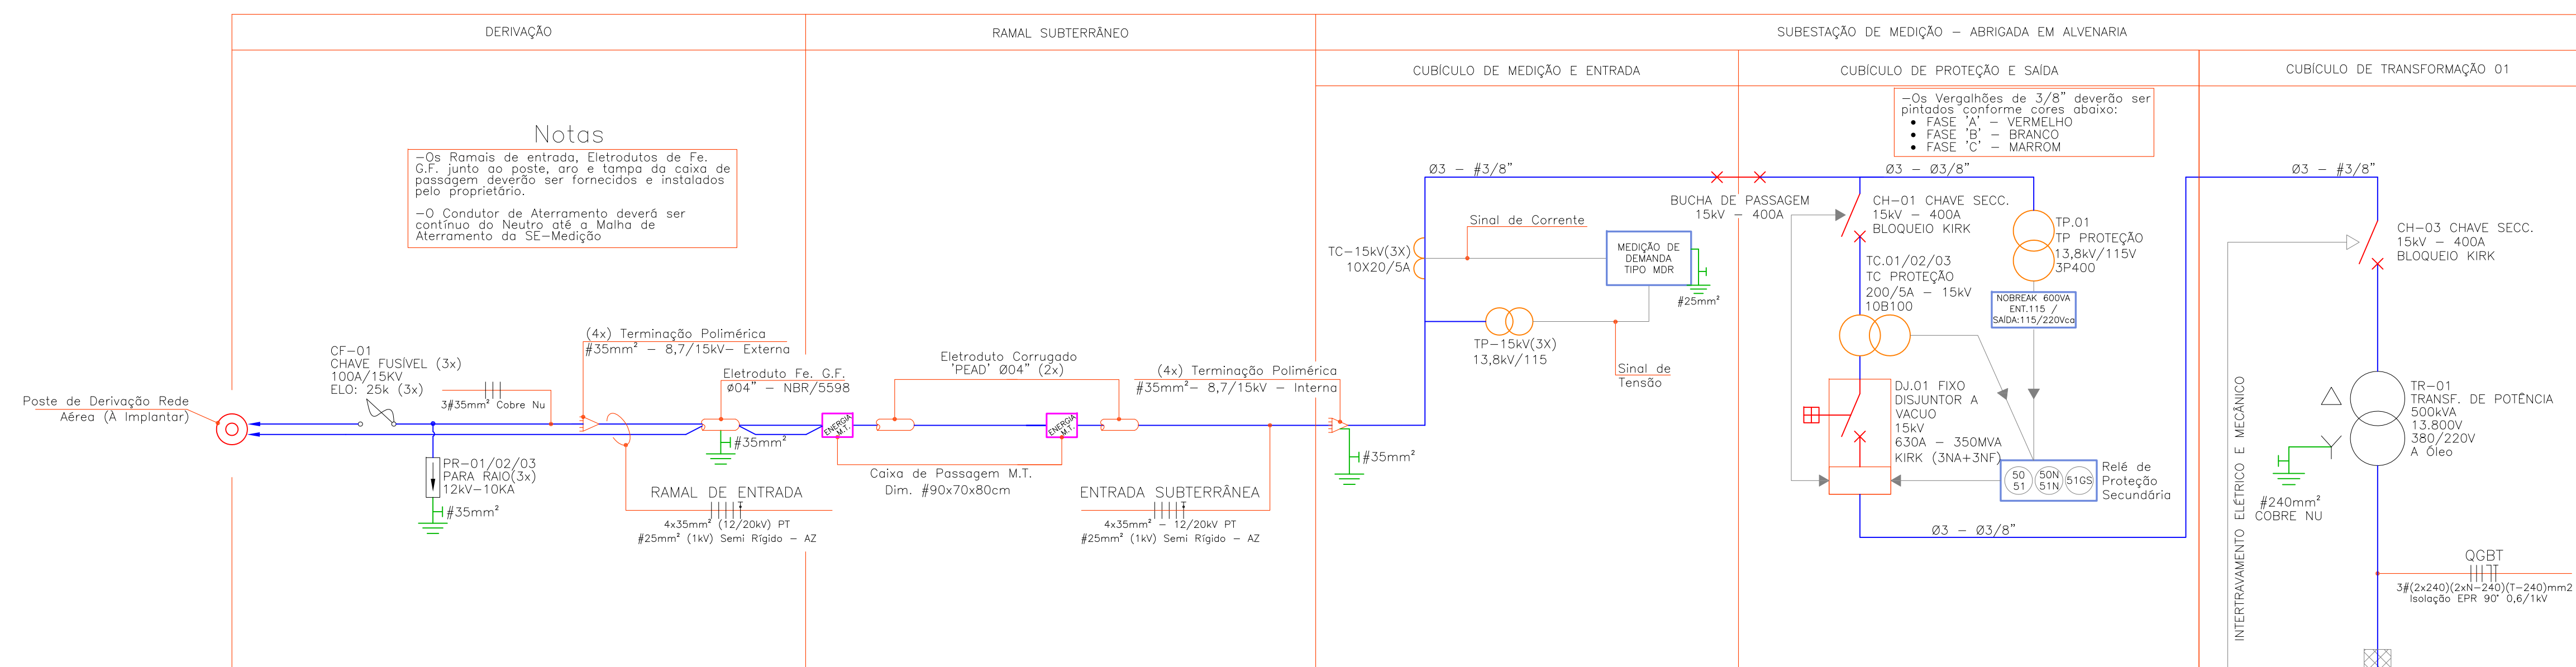 DERIVAÇÃO
RAMAL SUBTERRÂNEO
SUBESTAÇÃO DE MEDIÇÃO – ABRIGADA EM ALVENARIA
CUBÍCULO DE MEDIÇÃO E ENTRADA
CUBÍCULO DE PROTEÇÃO E SAÍDA
CUBÍCULO DE TRANSFORMAÇÃO 01
Notas
–Os Ramais de entrada, Eletrodutos de Fe.
G.F. junto ao poste, aro e tampa da caixa de
passagem deverão ser fornecidos e instalados
pelo proprietário.
–O Condutor de Aterramento deverá ser
contínuo do Neutro até a Malha de
Aterramento da SE–Medição
Poste de Derivação Rede
Aérea (À Implantar)
CF–01
CHAVE FUSÍVEL (3x)
100A/15KV
ELO: 25k (3x)
3#35mm² Cobre Nu
PR–01/02/03
PARA RAIO(3x)
12kV–10KA
#35mm²
(4x) Terminação Polimérica
#35mm² – 8,7/15kV– Externa
Eletroduto Fe. G.F.
ø04" – NBR/5598
#35mm²
RAMAL DE ENTRADA
4x35mm² (12/20kV) PT
#25mm² (1kV) Semi Rígido – AZ
ENERGIA
M.T.
Eletroduto Corrugado
'PEAD' Ø04" (2x)
ENERGIA
M.T.
Caixa de Passagem M.T.
Dim. #90x70x80cm
(4x) Terminação Polimérica
#35mm²– 8,7/15kV – Interna
ENTRADA SUBTERRÂNEA
4x35mm² – 12/20kV PT
#25mm² (1kV) Semi Rígido – AZ
#35mm²
Ø3 – #3/8"
TC–15kV(3X)
10X20/5A
Sinal de Corrente
MEDIÇÃO DE
DEMANDA
TIPO MDR
#25mm²
TP–15kV(3X)
13,8kV/115
Sinal de
Tensão
BUCHA DE PASSAGEM
15kV – 400A
–Os Vergalhões de 3/8" deverão ser
pintados conforme cores abaixo:
• FASE 'A' – VERMELHO
• FASE 'B' – BRANCO
• FASE 'C' – MARROM
Ø3 – Ø3/8"
CH–01 CHAVE SECC.
15kV – 400A
BLOQUEIO KIRK
TP.01
TP PROTEÇÃO
13,8kV/115V
3P400
TC.01/02/03
TC PROTEÇÃO
200/5A – 15kV
10B100
NOBREAK 600VA
ENT.115 /
SAÍDA:115/220Vca
DJ.01 FIXO
DISJUNTOR A
VACUO
15kV
630A – 350MVA
KIRK (3NA+3NF)
50
51
50N
51N
51GS
Relé de
Proteção
Secundária
Ø3 – Ø3/8"
Ø3 – #3/8"
CH–03 CHAVE SECC.
15kV – 400A
BLOQUEIO KIRK
INTERTRAVAMENTO ELÉTRICO E MECÂNICO
TR–01
TRANSF. DE POTÊNCIA
500kVA
13.800V
380/220V
A Óleo
#240mm²
COBRE NU
QGBT
3#(2x240)(2xN–240)(T–240)mm2
Isolação EPR 90° 0,6/1kV